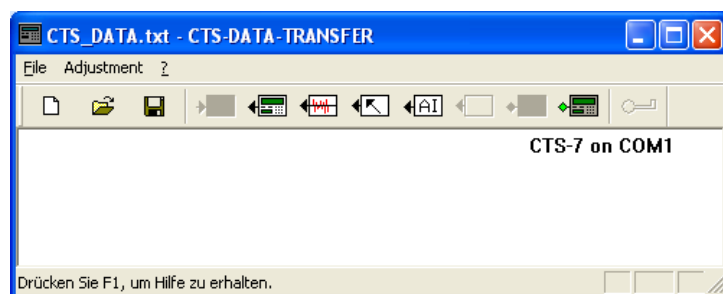 CTS_DATA.txt - CTS-DATA-TRANSFER
File Adjustment ?
AI
CTS-7 on COM1
Drücken Sie F1, um Hilfe zu erhalten.